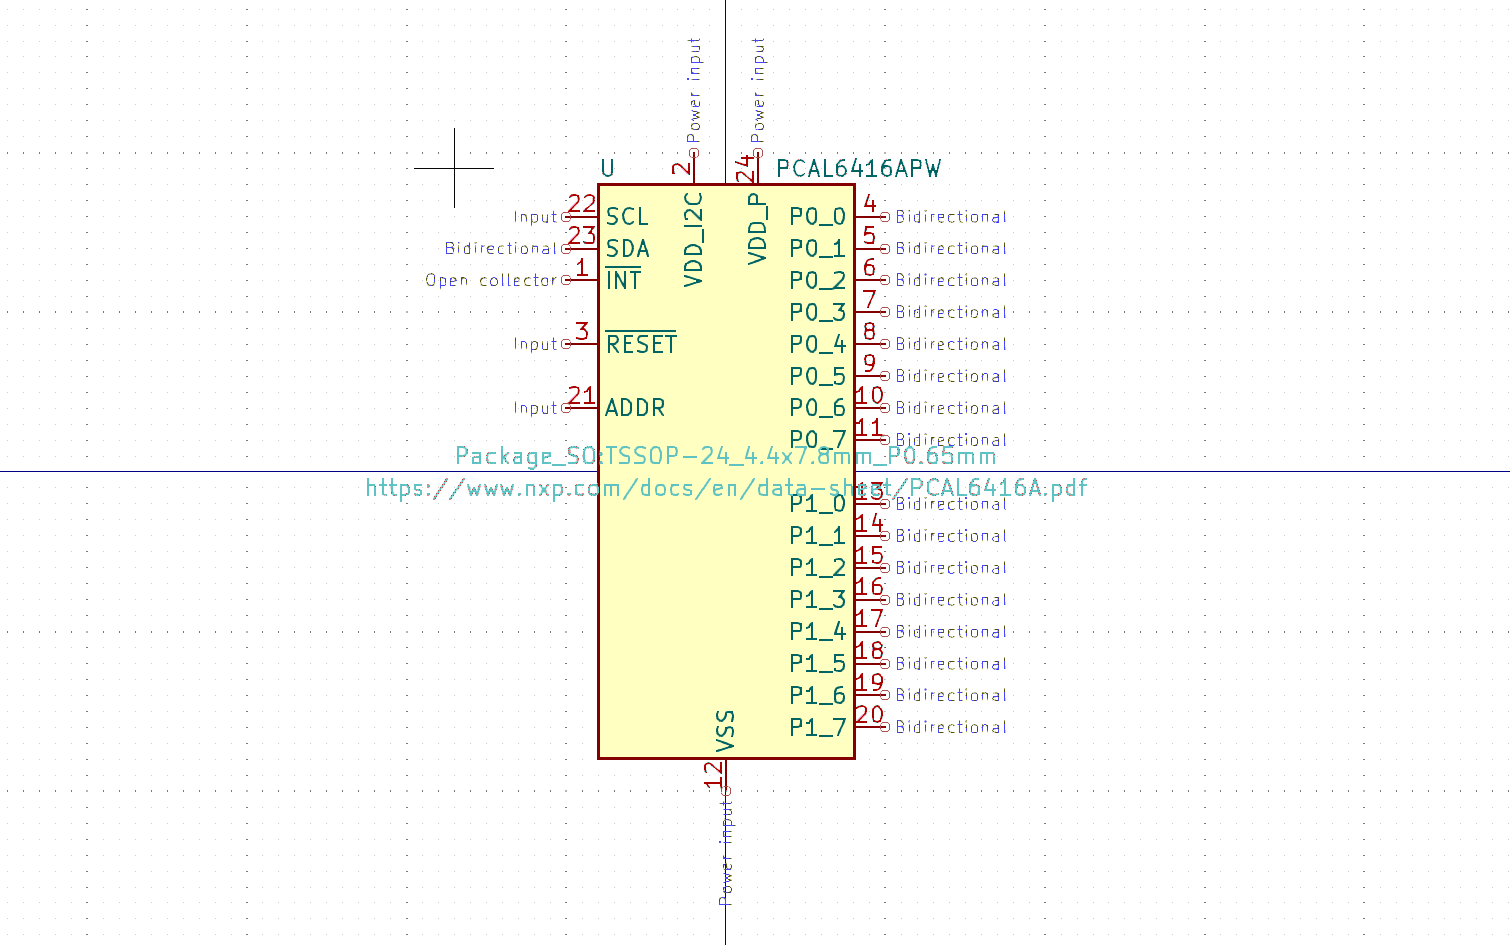 Power input
Power input
2
24
U
PCAL6416APW
VDD_I2C
VDD_P
Input 22 SCL
P0_0 4 Bidirectional
Bidirectional 23 SDA
P0_1 5 Bidirectional
Open collector 1 INT
P0_2 6 Bidirectional
P0_3 7 Bidirectional
Input 3 RESET
P0_4 8 Bidirectional
P0_5 9 Bidirectional
Input 21 ADDR
P0_6 10 Bidirectional
P0_7 11 Bidirectional
Package_SO:TSSOP-24_4.4x7.8mm_P0.65mm
https://www.nxp.com/docs/en/data-sheet/PCAL6416A.pdf
P1_0 13 Bidirectional
P1_1 14 Bidirectional
P1_2 15 Bidirectional
P1_3 16 Bidirectional
P1_4 17 Bidirectional
P1_5 18 Bidirectional
P1_6 19 Bidirectional
P1_7 20 Bidirectional
VSS
12
Power input